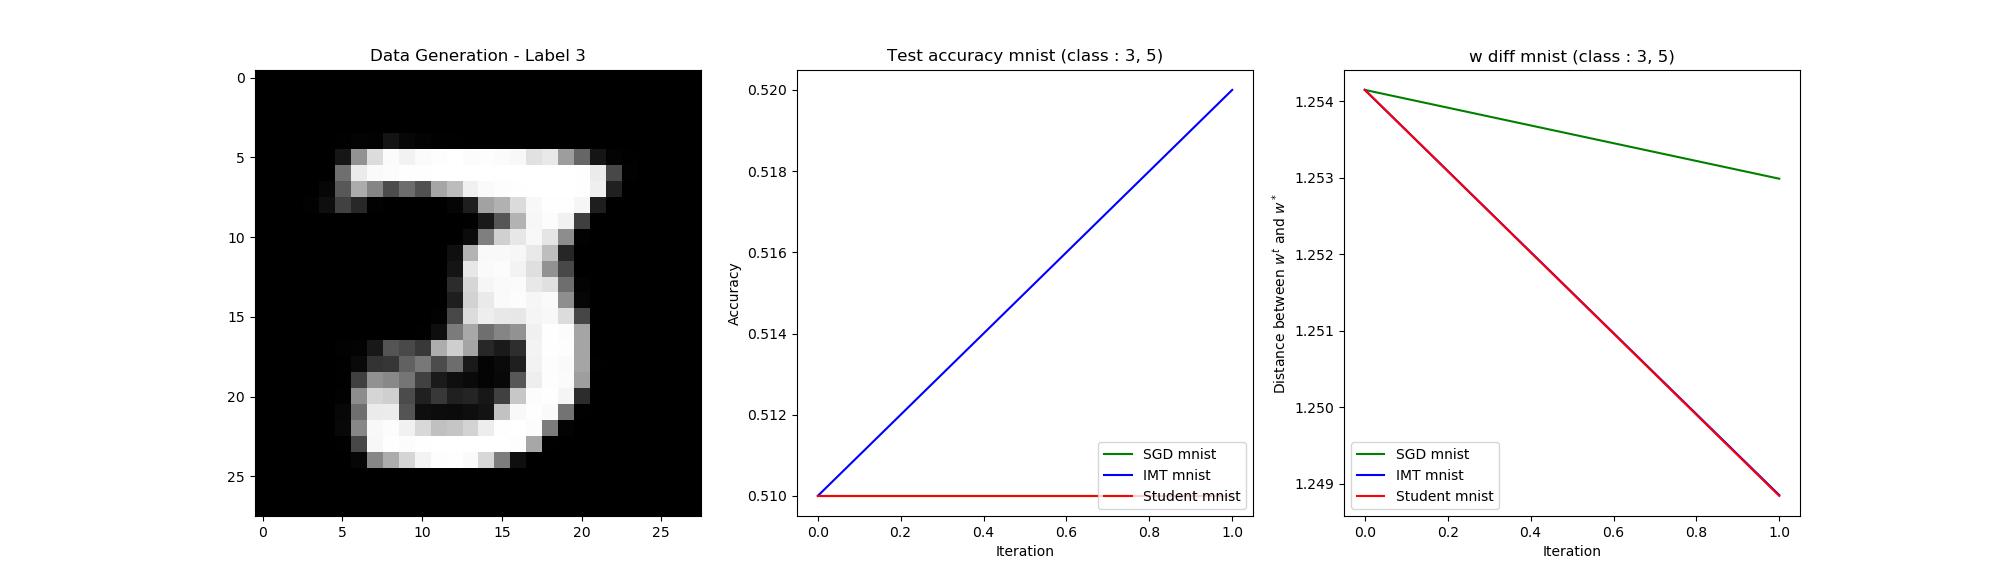 Data Generation - Label 3
0
5
10
15
20
25
0 5 10 15 20 25
Test accuracy mnist (class : 3, 5)
Accuracy
0.520
0.518
0.516
0.514
0.512
0.510
SGD mnist
IMT mnist
Student mnist
0.0 0.2 0.4 0.6 0.8 1.0
Iteration
w diff mnist (class : 3, 5)
Distance between w^t and w^*
1.254
1.253
1.252
1.251
1.250
1.249
SGD mnist
IMT mnist
Student mnist
0.0 0.2 0.4 0.6 0.8 1.0
Iteration